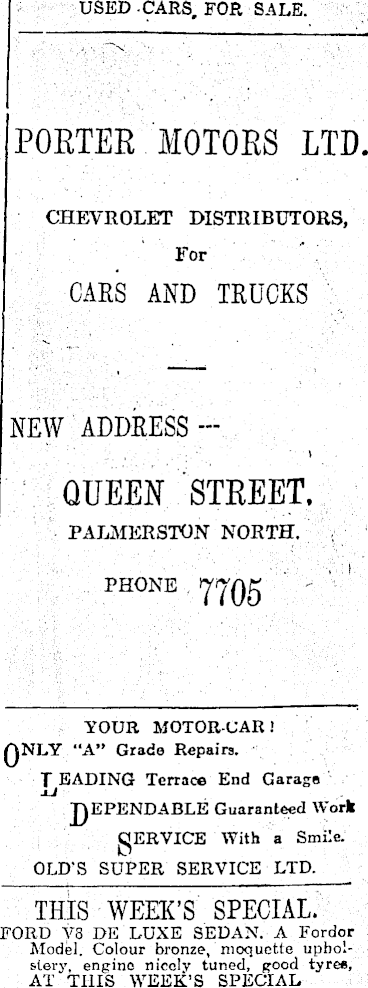 USED CARS, FOR SALE.
PORTER MOTORS LTD.
CHEVROLET DISTRIBUTORS,
For
CARS AND TRUCKS
NEW ADDRESS ---
QUEEN STREET.
PALMERSTON NORTH.
PHONE 7705
YOUR MOTOR-CAR!
ONLY "A" Grade Repairs.
LEADING Terrace End Garage
DEPENDABLE Guaranteed Work
SERVICE With a Smile.
OLD'S SUPER SERVICE LTD.
THIS WEEK'S SPECIAL.
FORD V8 DE LUXE SEDAN. A Fordor
Model. Colour bronze, moquette uphol-
stery, engine nicely tuned, good tyres,
AT THIS WEEK'S SPECIAL